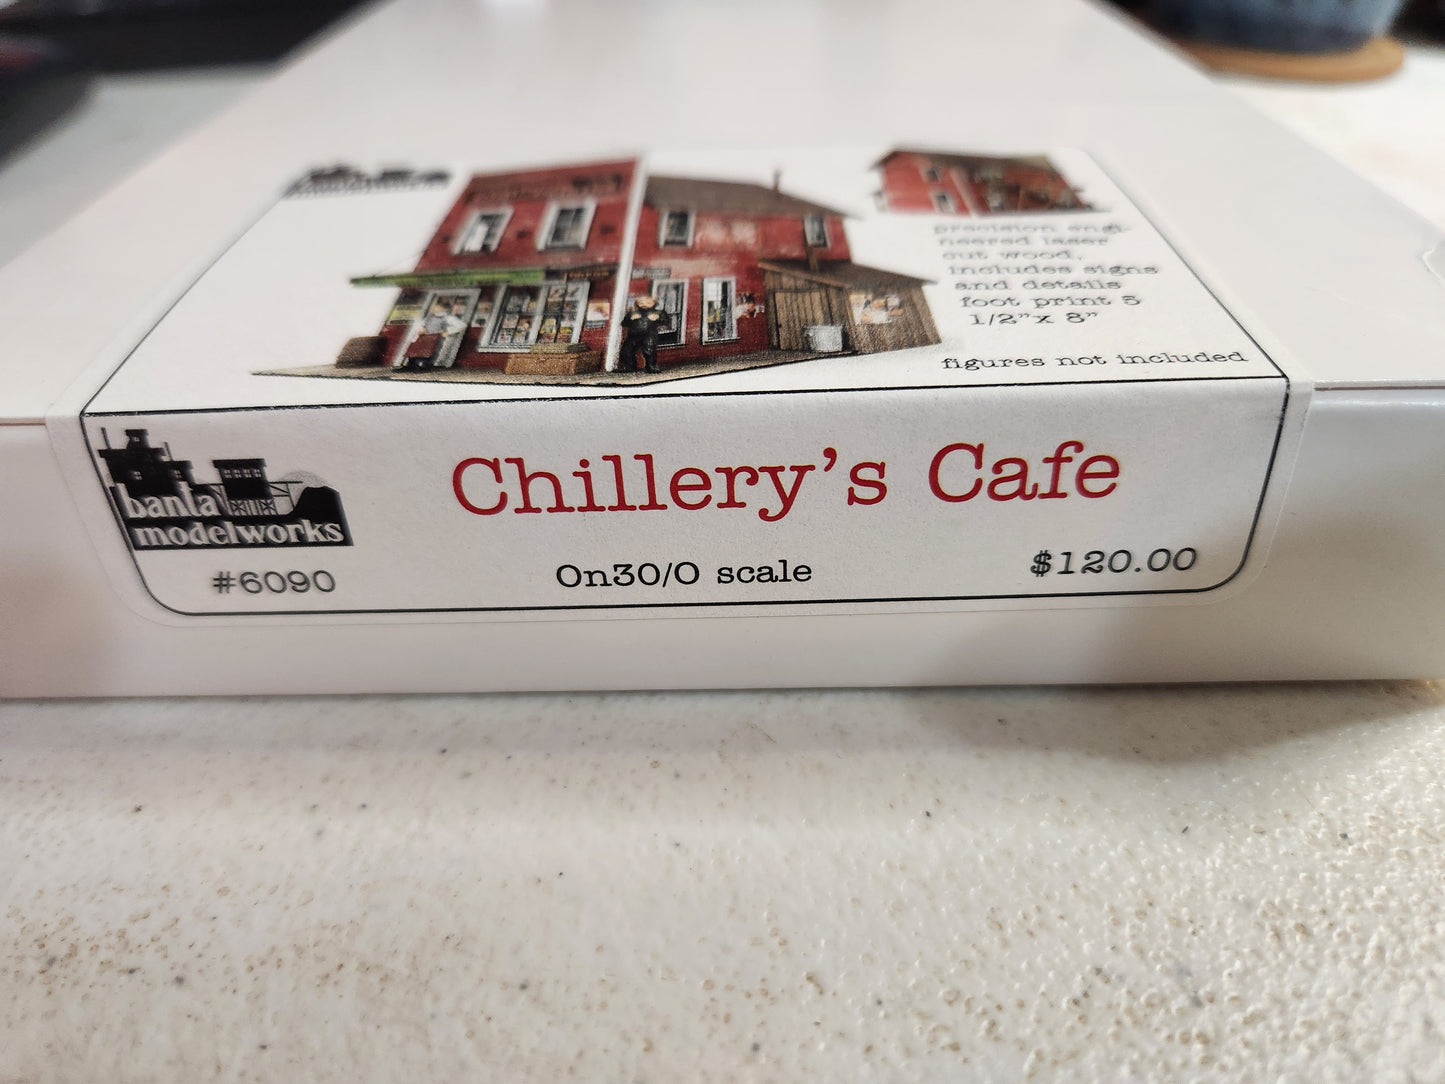 precision engi-
neered laser
cut wood,
includes signs
and details
foot print 5
1/2"x 8"
figures not included
banta
modelworks
Chillery's Cafe
#6090
On30/O scale
$120.00